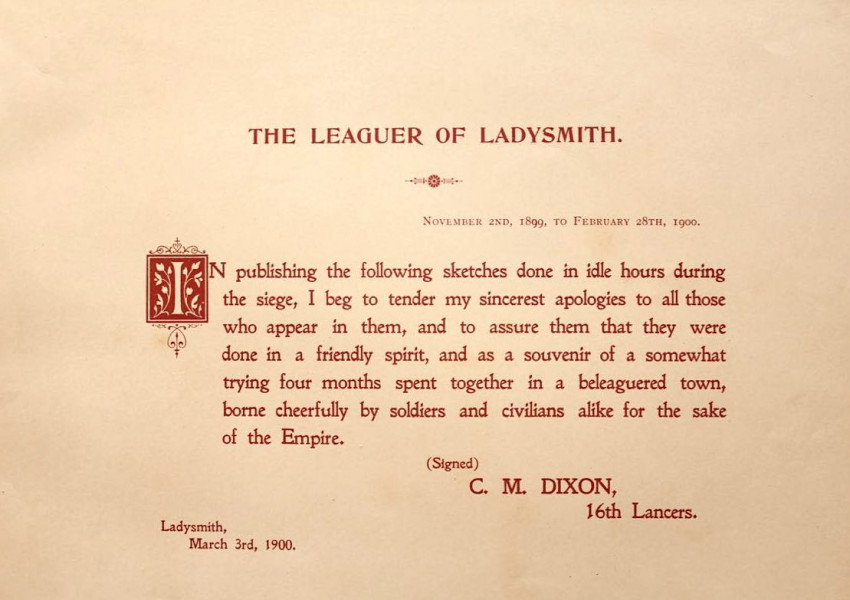 THE LEAGUER OF LADYSMITH.
NOVEMBER 2ND, 1899, TO FEBRUARY 28TH, 1900.
IN publishing the following sketches done in idle hours during
the siege, I beg to tender my sincerest apologies to all those
who appear in them, and to assure them that they were
done in a friendly spirit, and as a souvenir of a somewhat
trying four months spent together in a beleaguered town,
borne cheerfully by soldiers and civilians alike for the sake
of the Empire.
(Signed)
C. M. DIXON,
16th Lancers.
Ladysmith,
March 3rd, 1900.